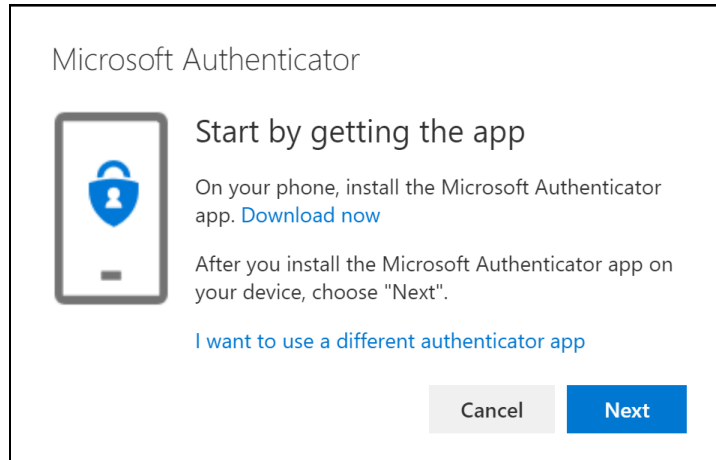 Microsoft Authenticator
Start by getting the app
On your phone, install the Microsoft Authenticator
app. Download now
After you install the Microsoft Authenticator app on
your device, choose "Next".
I want to use a different authenticator app
Cancel
Next